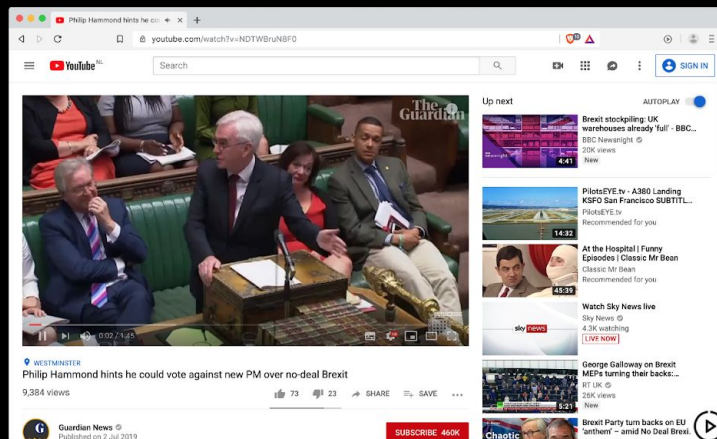 Philip Hammond hints he co
youtube.com/watch?v=NDTWBruN8F0
YouTube NL
Search
SIGN IN
The Guardian
0:02 / 1:45
WESTMINSTER
Philip Hammond hints he could vote against new PM over no-deal Brexit
9,384 views
73
23
SHARE
SAVE
G
Guardian News
Published on 2 Jul 2019
SUBSCRIBE 460K
Up next
AUTOPLAY
4:41
Brexit stockpiling: UK
warehouses already 'full' - BBC...
BBC Newsnight
20K views
New
14:32
PilotsEYE.tv - A380 Landing
KSFO San Francisco SUBTITL...
PilotsEYE.tv
Recommended for you
45:39
At the Hospital | Funny
Episodes | Classic Mr Bean
Classic Mr Bean
Recommended for you
sky news
Watch Sky News live
Sky News
4.3K watching
LIVE NOW
5:21
George Galloway on Brexit
MEPs turning their backs:...
RT UK
26K views
New
Chaotic
Brexit Party turn backs on EU
'anthem' – amid No Deal Brexi.